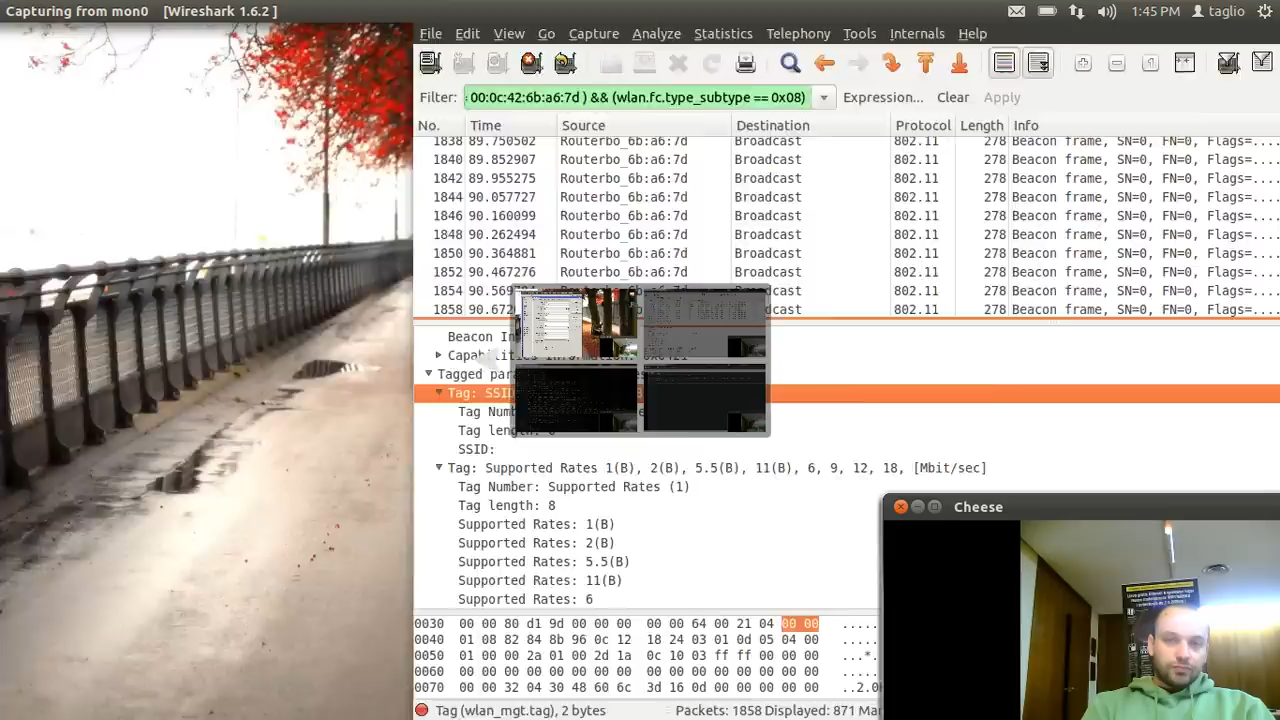 Capturing from mon0 [Wireshark 1.6.2 ]
1:45 PM taglio
File Edit View Go Capture Analyze Statistics Telephony Tools Internals Help
Filter: 00:0c:42:6b:a6:7d ) && (wlan.fc.type_subtype == 0x08) Expression... Clear Apply
No. Time Source Destination Protocol Length Info
1838 89.750502 Routerbo_6b:a6:7d Broadcast 802.11 278 Beacon frame, SN=0, FN=0, Flags=....
1840 89.852907 Routerbo_6b:a6:7d Broadcast 802.11 278 Beacon frame, SN=0, FN=0, Flags=....
1842 89.955275 Routerbo_6b:a6:7d Broadcast 802.11 278 Beacon frame, SN=0, FN=0, Flags=....
1844 90.057727 Routerbo_6b:a6:7d Broadcast 802.11 278 Beacon frame, SN=0, FN=0, Flags=....
1846 90.160099 Routerbo_6b:a6:7d Broadcast 802.11 278 Beacon frame, SN=0, FN=0, Flags=....
1848 90.262494 Routerbo_6b:a6:7d Broadcast 802.11 278 Beacon frame, SN=0, FN=0, Flags=....
1850 90.364881 Routerbo_6b:a6:7d Broadcast 802.11 278 Beacon frame, SN=0, FN=0, Flags=....
1852 90.467276 Routerbo_6b:a6:7d Broadcast 802.11 278 Beacon frame, SN=0, FN=0, Flags=....
1854 Routerbo_6b:a6:7d Broadcast 802.11 278 Beacon frame, SN=0, FN=0, Flags=....
1858 Routerbo_6b:a6:7d Broadcast 802.11 278 Beacon frame, SN=0, FN=0, Flags=....
Beacon
Tagged
Tag: SSID
Tag
Tag length:
SSID:
Tag: Supported Rates 1(B), 2(B), 5.5(B), 11(B), 6, 9, 12, 18, [Mbit/sec]
Tag Number: Supported Rates (1)
Tag length: 8
Supported Rates: 1(B)
Supported Rates: 2(B)
Supported Rates: 5.5(B)
Supported Rates: 11(B)
Supported Rates: 6
Cheese
0030 00 00 80 d1 9d 00 00 00 00 00 64 00 21 04 00 00 .....
0040 01 08 82 84 8b 96 0c 12 18 24 03 01 0d 05 04 00 .....
0050 01 00 00 2a 01 00 2d 1a 0c 10 03 ff ff 00 00 00 ...*.
0060 00 00 00 00 00 00 00 00 00 00 00 00 00 00 00 00 .....
0070 00 00 32 04 30 48 60 6c 3d 16 0d 00 00 00 00 00 ..2.0
Tag (wlan_mgt.tag), 2 bytes Packets: 1858 Displayed: 871